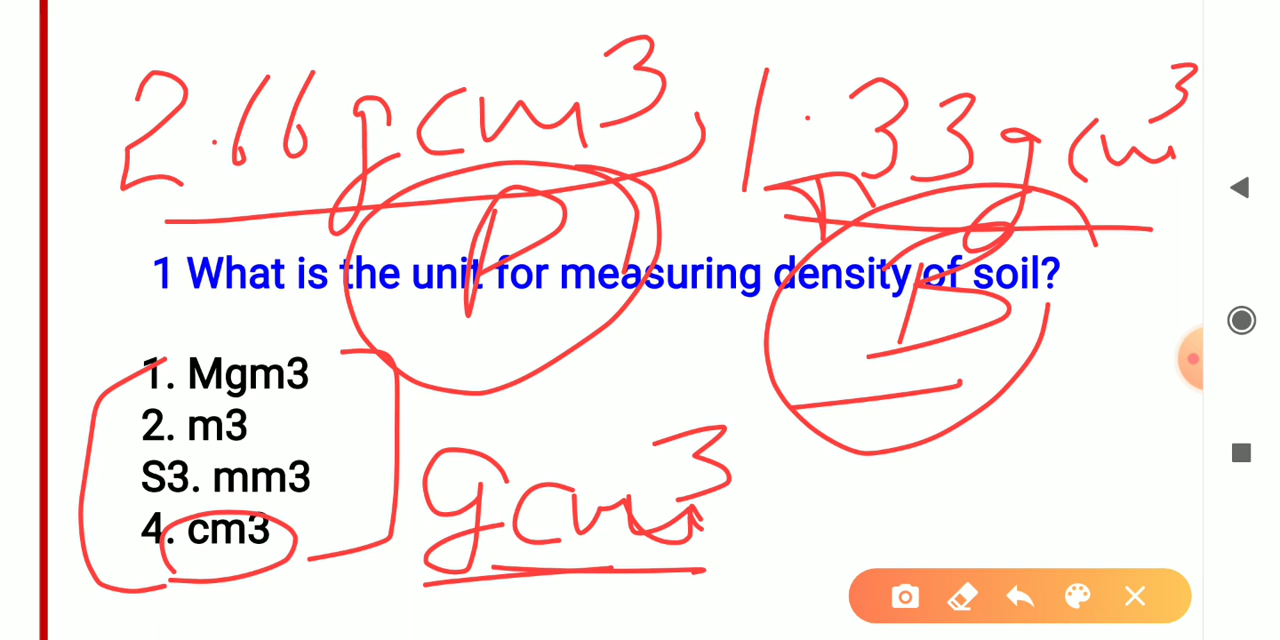 2.66 gcm3, 1.33 gcm3
P
1 What is the unit for measuring density of soil?
B
1. Mgm3
2. m3
S3. mm3
4. cm3
gcm3